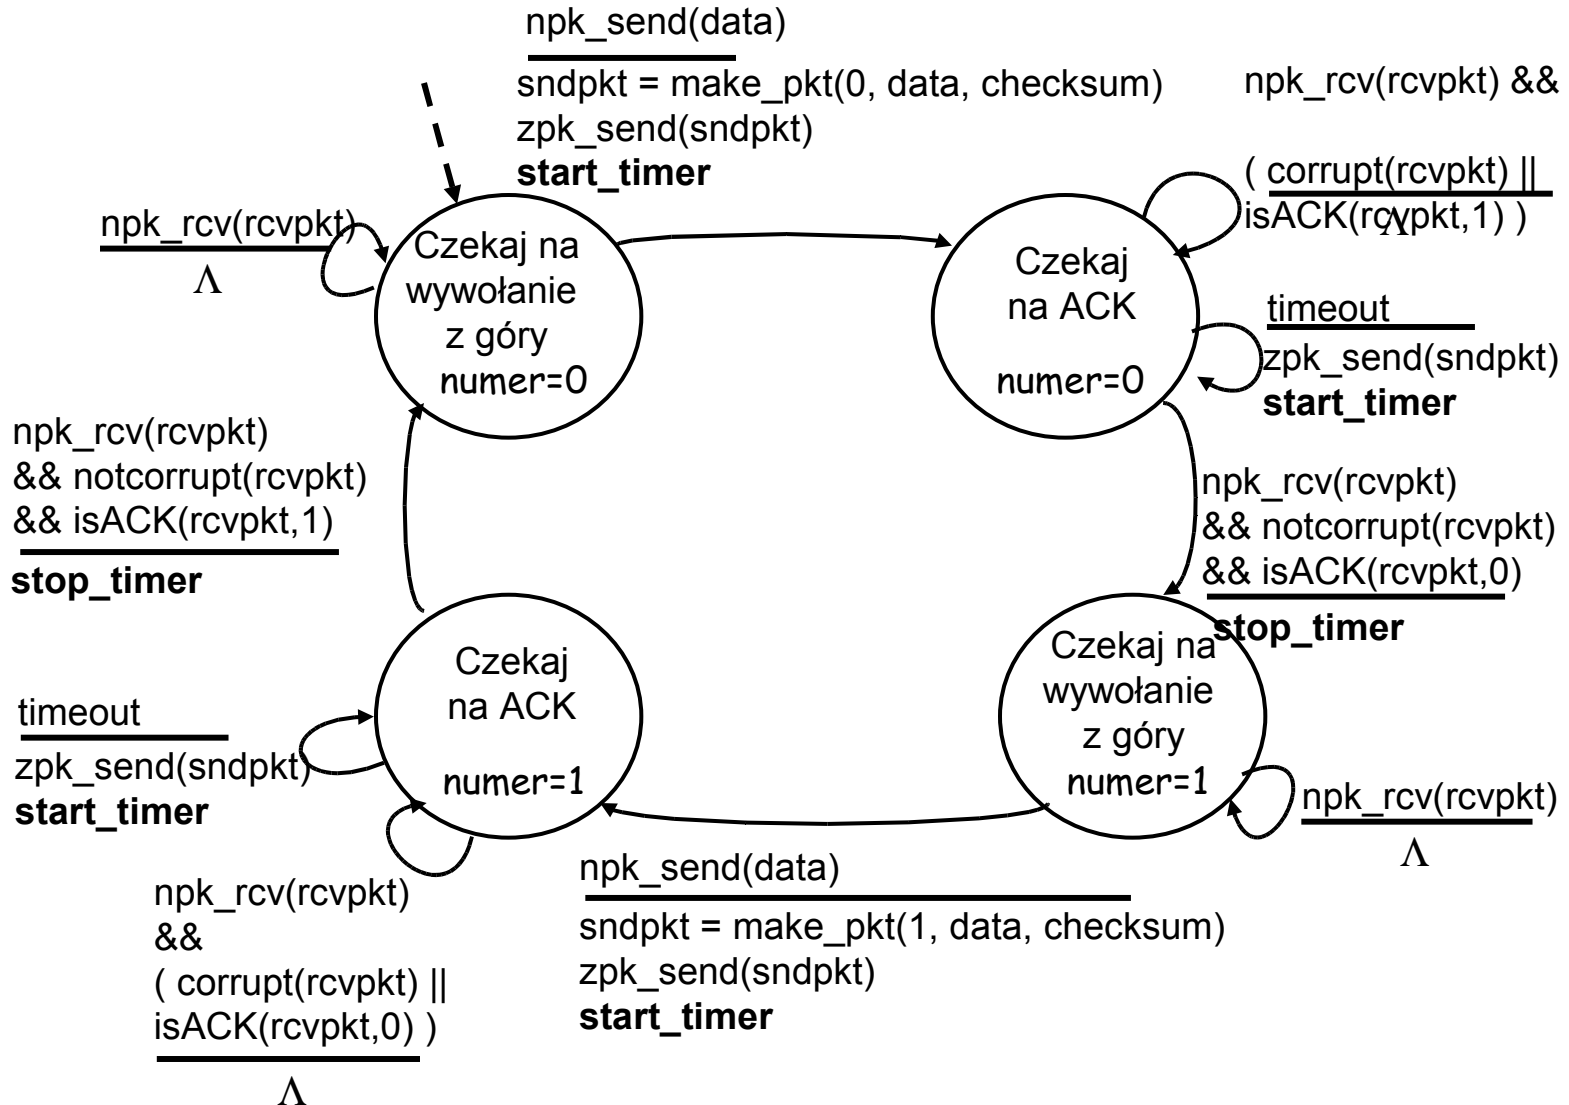 npk_send(data)
sndpkt = make_pkt(0, data, checksum)
zpk_send(sndpkt)
start_timer
npk_rcv(rcvpkt) &&
( corrupt(rcvpkt) ||
isACK(rcvpkt,1) )
Λ
npk_rcv(rcvpkt)
Λ
Czekaj na
wywołanie
z góry
numer=0
Czekaj
na ACK
numer=0
timeout
zpk_send(sndpkt)
start_timer
npk_rcv(rcvpkt)
&& notcorrupt(rcvpkt)
&& isACK(rcvpkt,1)
stop_timer
npk_rcv(rcvpkt)
&& notcorrupt(rcvpkt)
&& isACK(rcvpkt,0)
stop_timer
Czekaj
na ACK
numer=1
Czekaj na
wywołanie
z góry
numer=1
timeout
zpk_send(sndpkt)
start_timer
npk_rcv(rcvpkt)
Λ
npk_rcv(rcvpkt)
&&
( corrupt(rcvpkt) ||
isACK(rcvpkt,0) )
Λ
npk_send(data)
sndpkt = make_pkt(1, data, checksum)
zpk_send(sndpkt)
start_timer